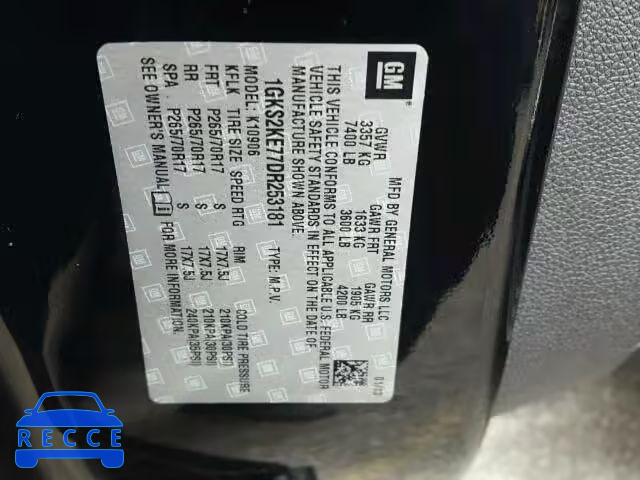 GM
MFD BY GENERAL MOTORS LLC
01/13
GVWR GAWR FRT GAWR RR
3357 KG 1633 KG 1905 KG
7400 LB 3600 LB 4200 LB
THIS VEHICLE CONFORMS TO ALL APPLICABLE U.S. FEDERAL MOTOR
VEHICLE SAFETY STANDARDS IN EFFECT ON THE DATE OF
MANUFACTURE SHOWN ABOVE.
1GKS2KE77DR253181 TYPE: M.P.V.
MODEL: K10906
KFLK TIRE SIZE SPEED RTG RIM COLD TIRE PRESSURE
FRT P265/70R17 S 17X7.5J 210KPA(30PSI)
RR P265/70R17 S 17X7.5J 210KPA(30PSI)
SPA P265/70R17 S 17X7.5J 240KPA(35PSI)
SEE OWNER'S MANUAL FOR MORE INFORMATION.
RECCE